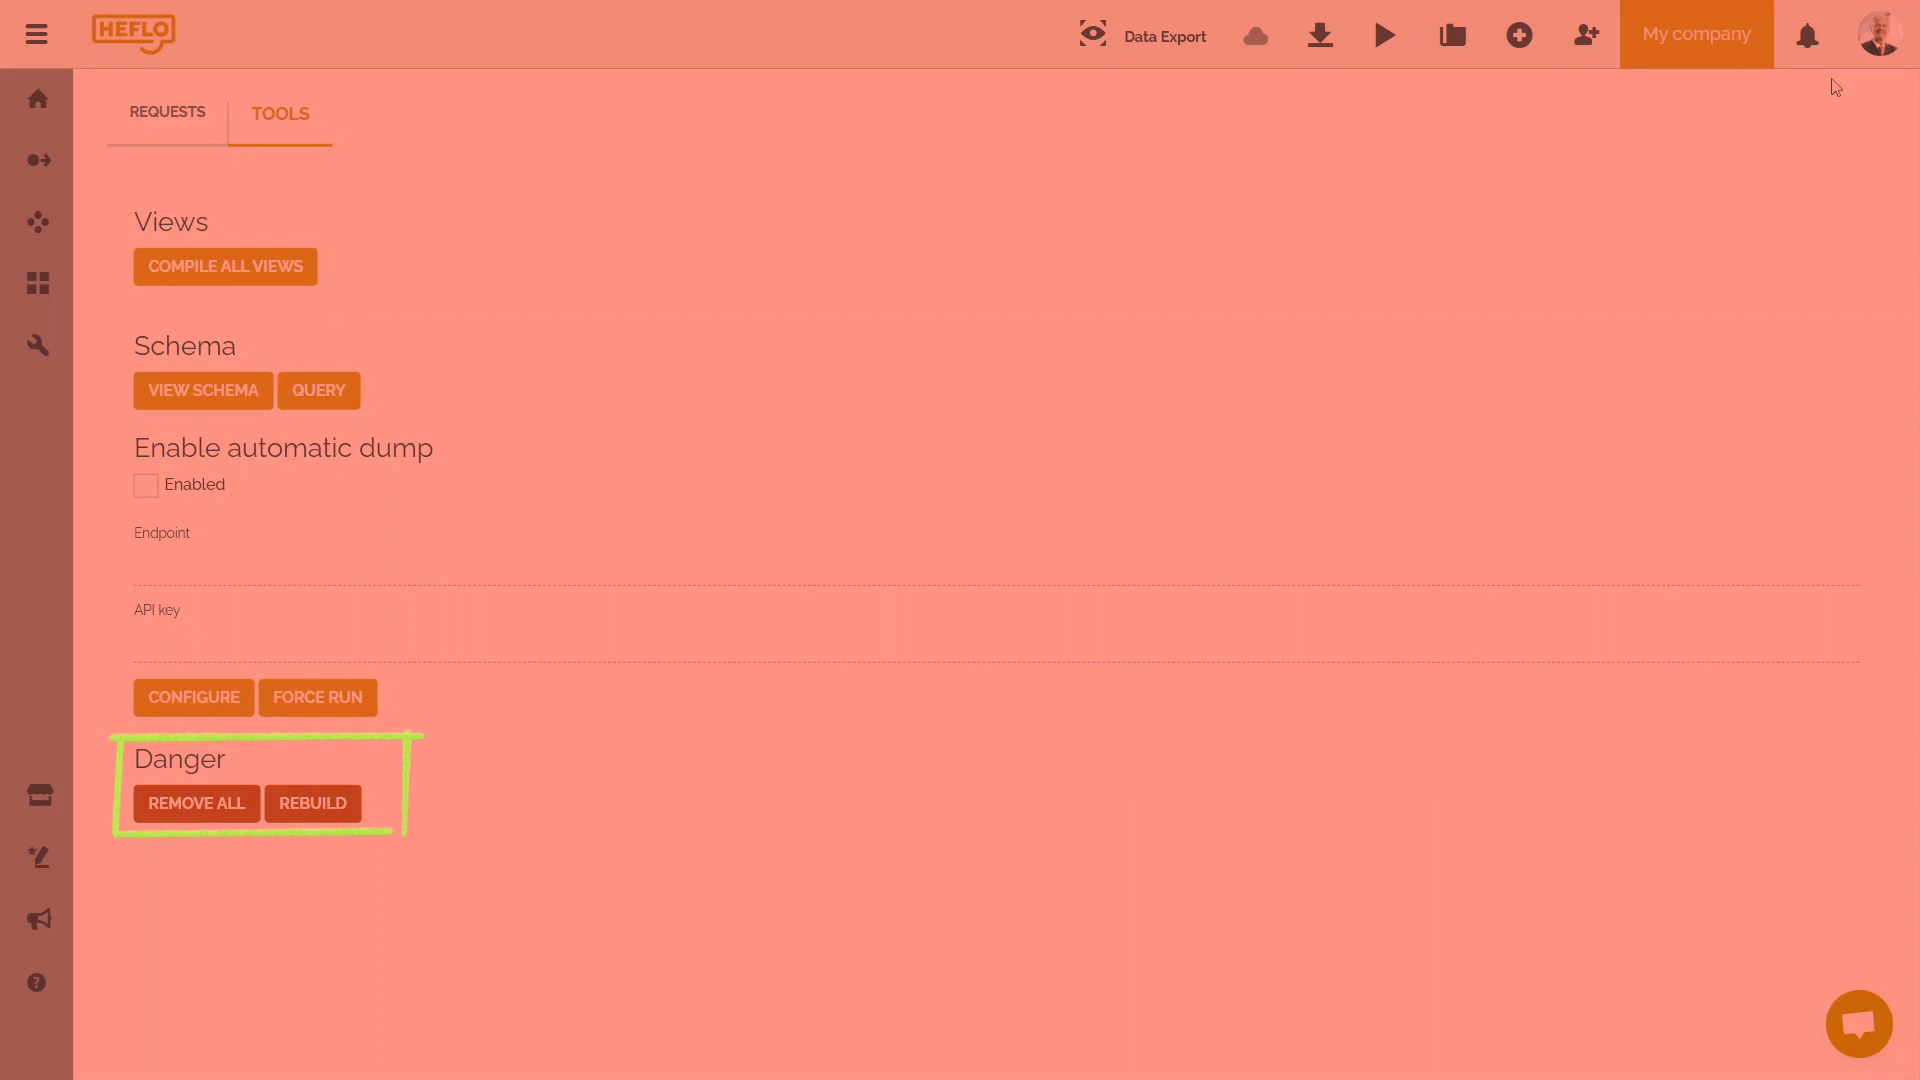 HEFLO
Data Export
My company
REQUESTS
TOOLS
Views
COMPILE ALL VIEWS
Schema
VIEW SCHEMA
QUERY
Enable automatic dump
Enabled
Endpoint
API key
CONFIGURE
FORCE RUN
Danger
REMOVE ALL
REBUILD